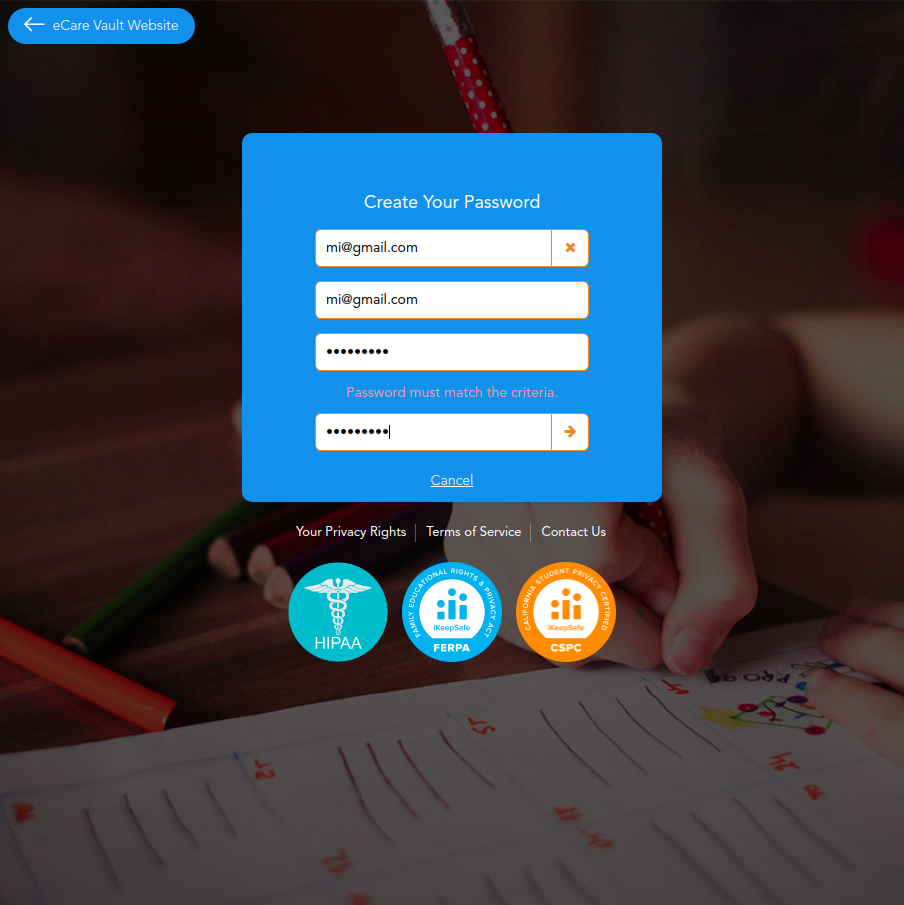 eCare Vault Website
Create Your Password
mi@gmail.com
mi@gmail.com
•••••••••
Password must match the criteria.
•••••••••
Cancel
Your Privacy Rights
Terms of Service
Contact Us
HIPAA
FAMILY EDUCATIONAL RIGHTS & PRIVACY ACT
iKeepSafe
FERPA
CALIFORNIA STUDENT PRIVACY CERTIFIED
iKeepSafe
CSPC